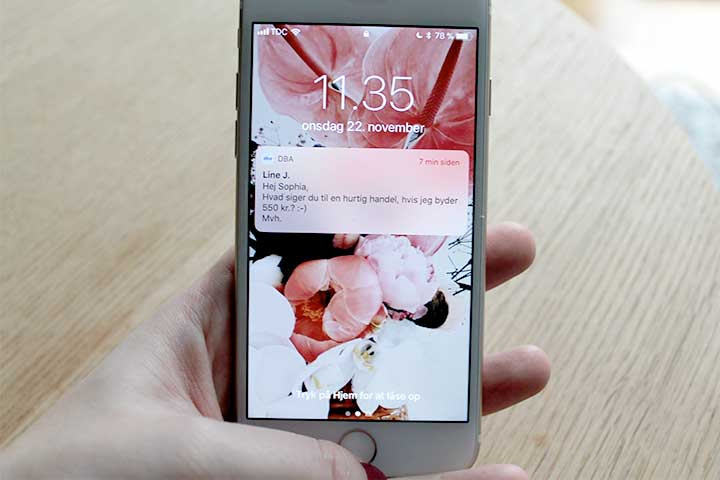 TDC 78 %
11.35
onsdag 22. november
dba DBA 7 min siden
Line J.
Hej Sophia,
Hvad siger du til en hurtig handel, hvis jeg byder
550 kr.? :-)
Mvh.
Tryk på Hjem for at låse op